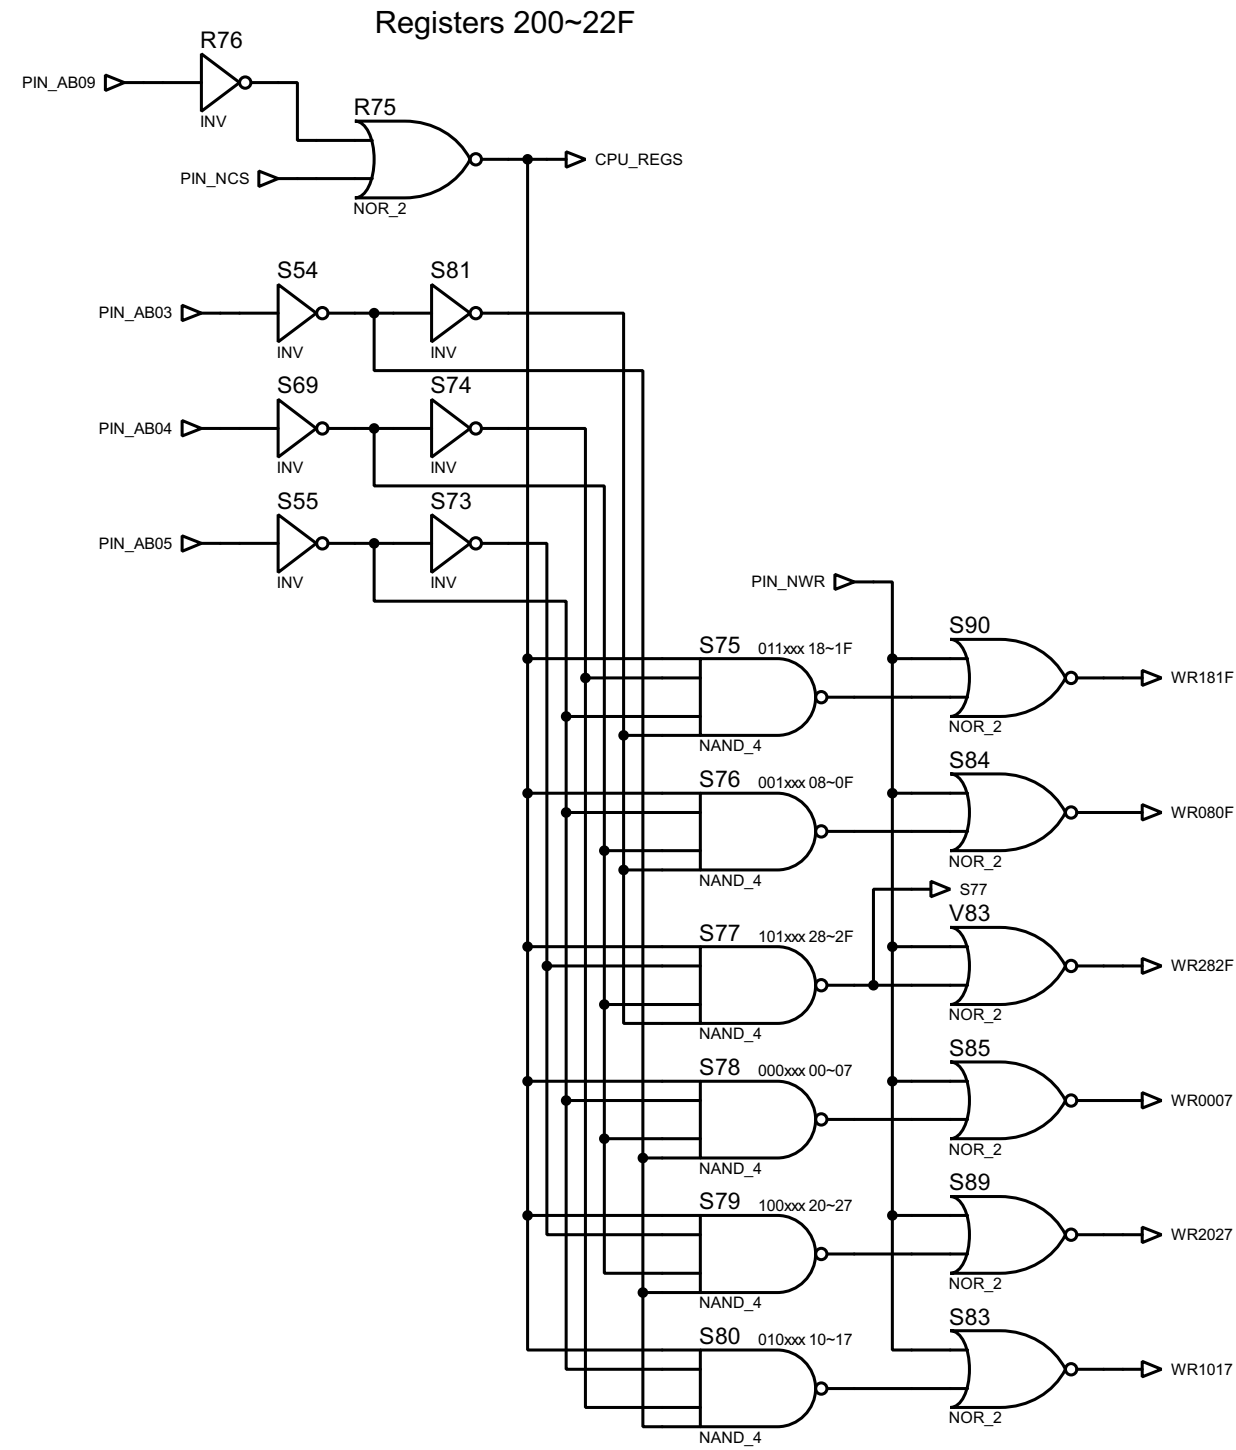 Registers 200~22F
R76
PIN_AB09
INV
R75
CPU_REGS
PIN_NCS
NOR_2
S54 S81
PIN_AB03
INV INV
S69 S74
PIN_AB04
INV INV
S55 S73
PIN_AB05
INV INV
PIN_NWR
S90
S75 011xxx 18~1F
WR181F
NOR_2
NAND_4
S84
S76 001xxx 08~0F
WR080F
NOR_2
NAND_4
S77
V83
S77 101xxx 28~2F
WR282F
NOR_2
NAND_4
S85
S78 000xxx 00~07
WR0007
NOR_2
NAND_4
S89
S79 100xxx 20~27
WR2027
NOR_2
NAND_4
S83
S80 010xxx 10~17
WR1017
NOR_2
NAND_4